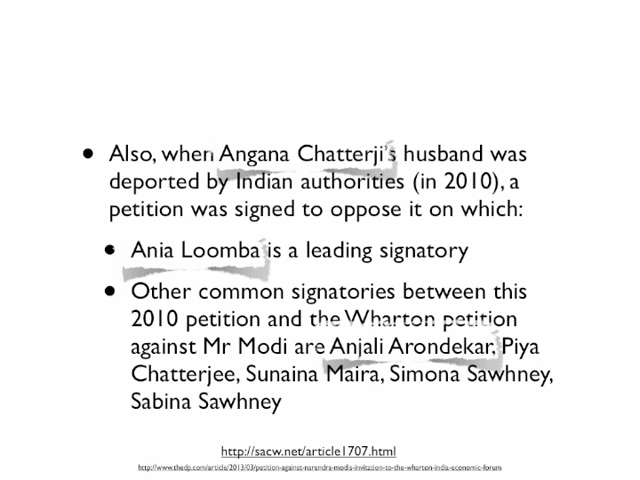 • Also, when Angana Chatterji's husband was
deported by Indian authorities (in 2010), a
petition was signed to oppose it on which:
• Ania Loomba is a leading signatory
• Other common signatories between this
2010 petition and the Wharton petition
against Mr Modi are Anjali Arondekar, Piya
Chatterjee, Sunaina Maira, Simona Sawhney,
Sabina Sawhney
http://sacw.net/article1707.html
http://www.thedp.com/article/2013/03/petition-against-narendra-modis-invitation-to-the-wharton-india-economic-forum